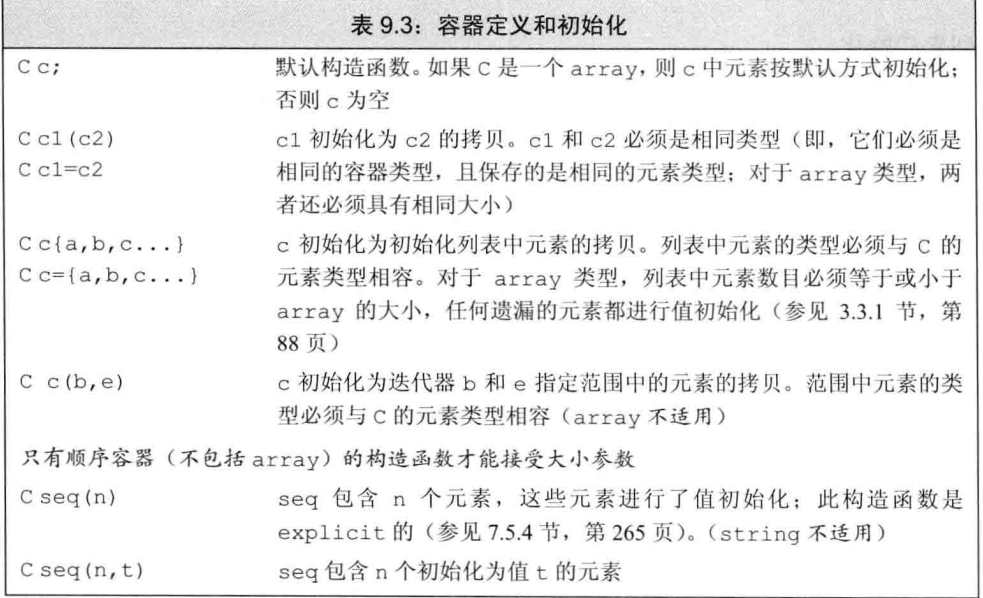 表 9.3：容器定义和初始化
C c; 默认构造函数。如果 C 是一个 array，则 c 中元素按默认方式初始化；
否则 c 为空
C c1(c2) c1 初始化为 c2 的拷贝。c1 和 c2 必须是相同类型（即，它们必须是
C c1=c2 相同的容器类型，且保存的是相同的元素类型；对于 array 类型，两
者还必须具有相同大小）
C c{a,b,c...} c 初始化为初始化列表中元素的拷贝。列表中元素的类型必须与 C 的
C c={a,b,c...} 元素类型相容。对于 array 类型，列表中元素数目必须等于或小于
array 的大小，任何遗漏的元素都进行值初始化（参见 3.3.1 节，第
88 页）
C c(b,e) c 初始化为迭代器 b 和 e 指定范围中的元素的拷贝。范围中元素的类
型必须与 C 的元素类型相容（array 不适用）
只有顺序容器（不包括 array）的构造函数才能接受大小参数
C seq(n) seq 包含 n 个元素，这些元素进行了值初始化；此构造函数是
explicit 的（参见 7.5.4 节，第 265 页）。（string 不适用）
C seq(n,t) seq 包含 n 个初始化为值 t 的元素